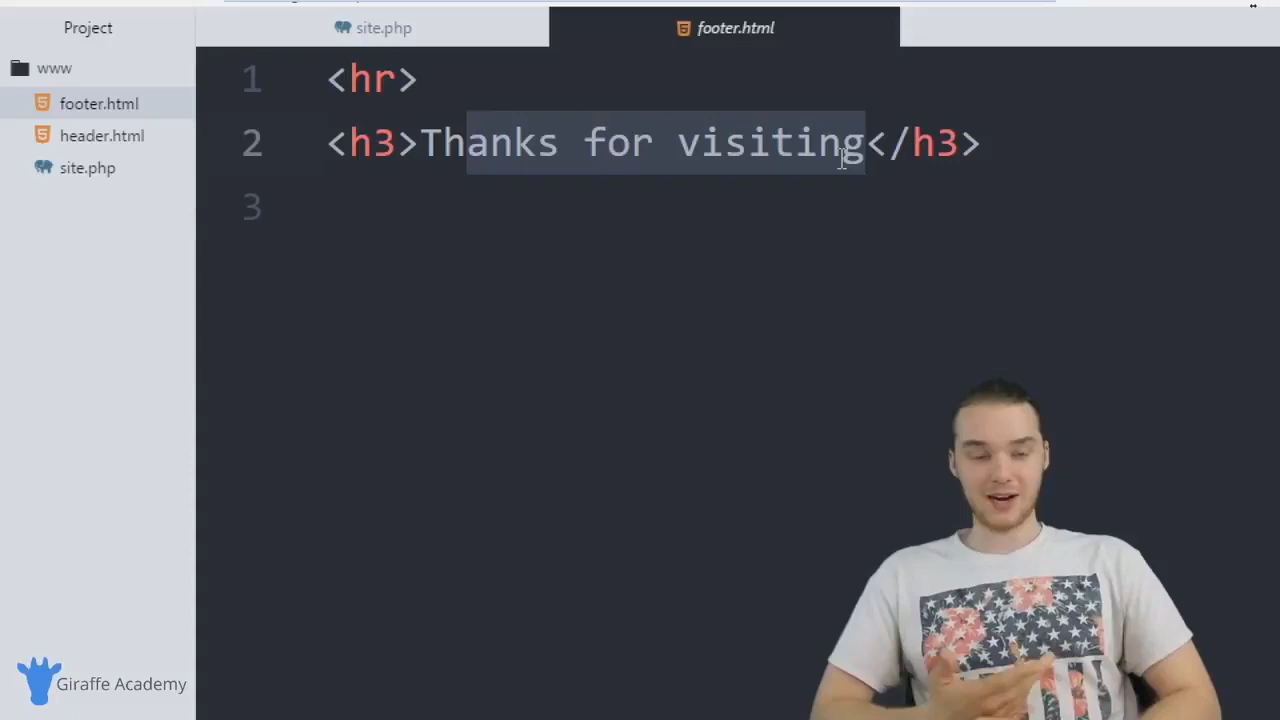 Project
site.php
footer.html
www
footer.html
header.html
site.php
1 <hr>
2 <h3>Thanks for visiting</h3>
3
Giraffe Academy